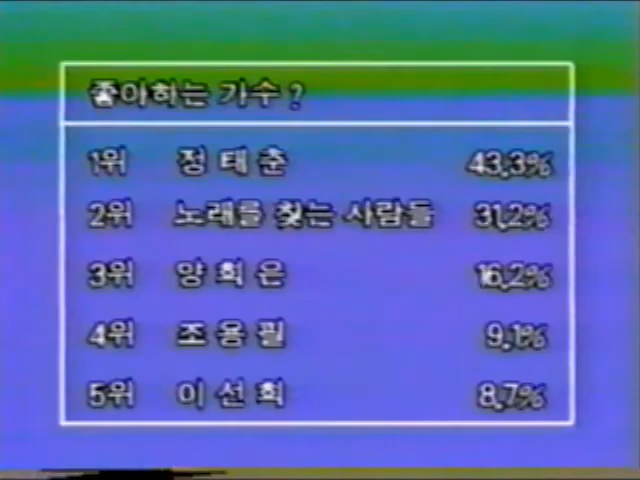 좋아하는 가수?
1위 정태춘 43.3%
2위 노래를 찾는 사람들 31.2%
3위 양희은 16.2%
4위 조용필 9.1%
5위 이선희 8.7%